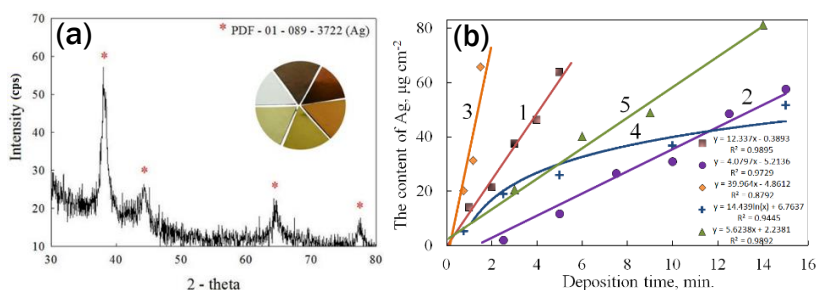 (a)
* PDF - 01 - 089 - 3722 (Ag)
Intensity (cps)
70
60
50
40
30
20
10
30
40
50
60
70
80
2 - theta
(b)
The content of Ag, µg cm⁻²
80
60
40
20
0
0
2
4
6
8
10
12
14
16
Deposition time, min.
3
1
5
2
4
y = 12.337x - 0.3893
R² = 0.9895
y = 4.0797x - 5.2136
R² = 0.9729
y = 39.964x - 4.8612
R² = 0.8792
y = 14.439ln(x) + 6.7637
R² = 0.9445
y = 5.6238x + 2.2381
R² = 0.9892